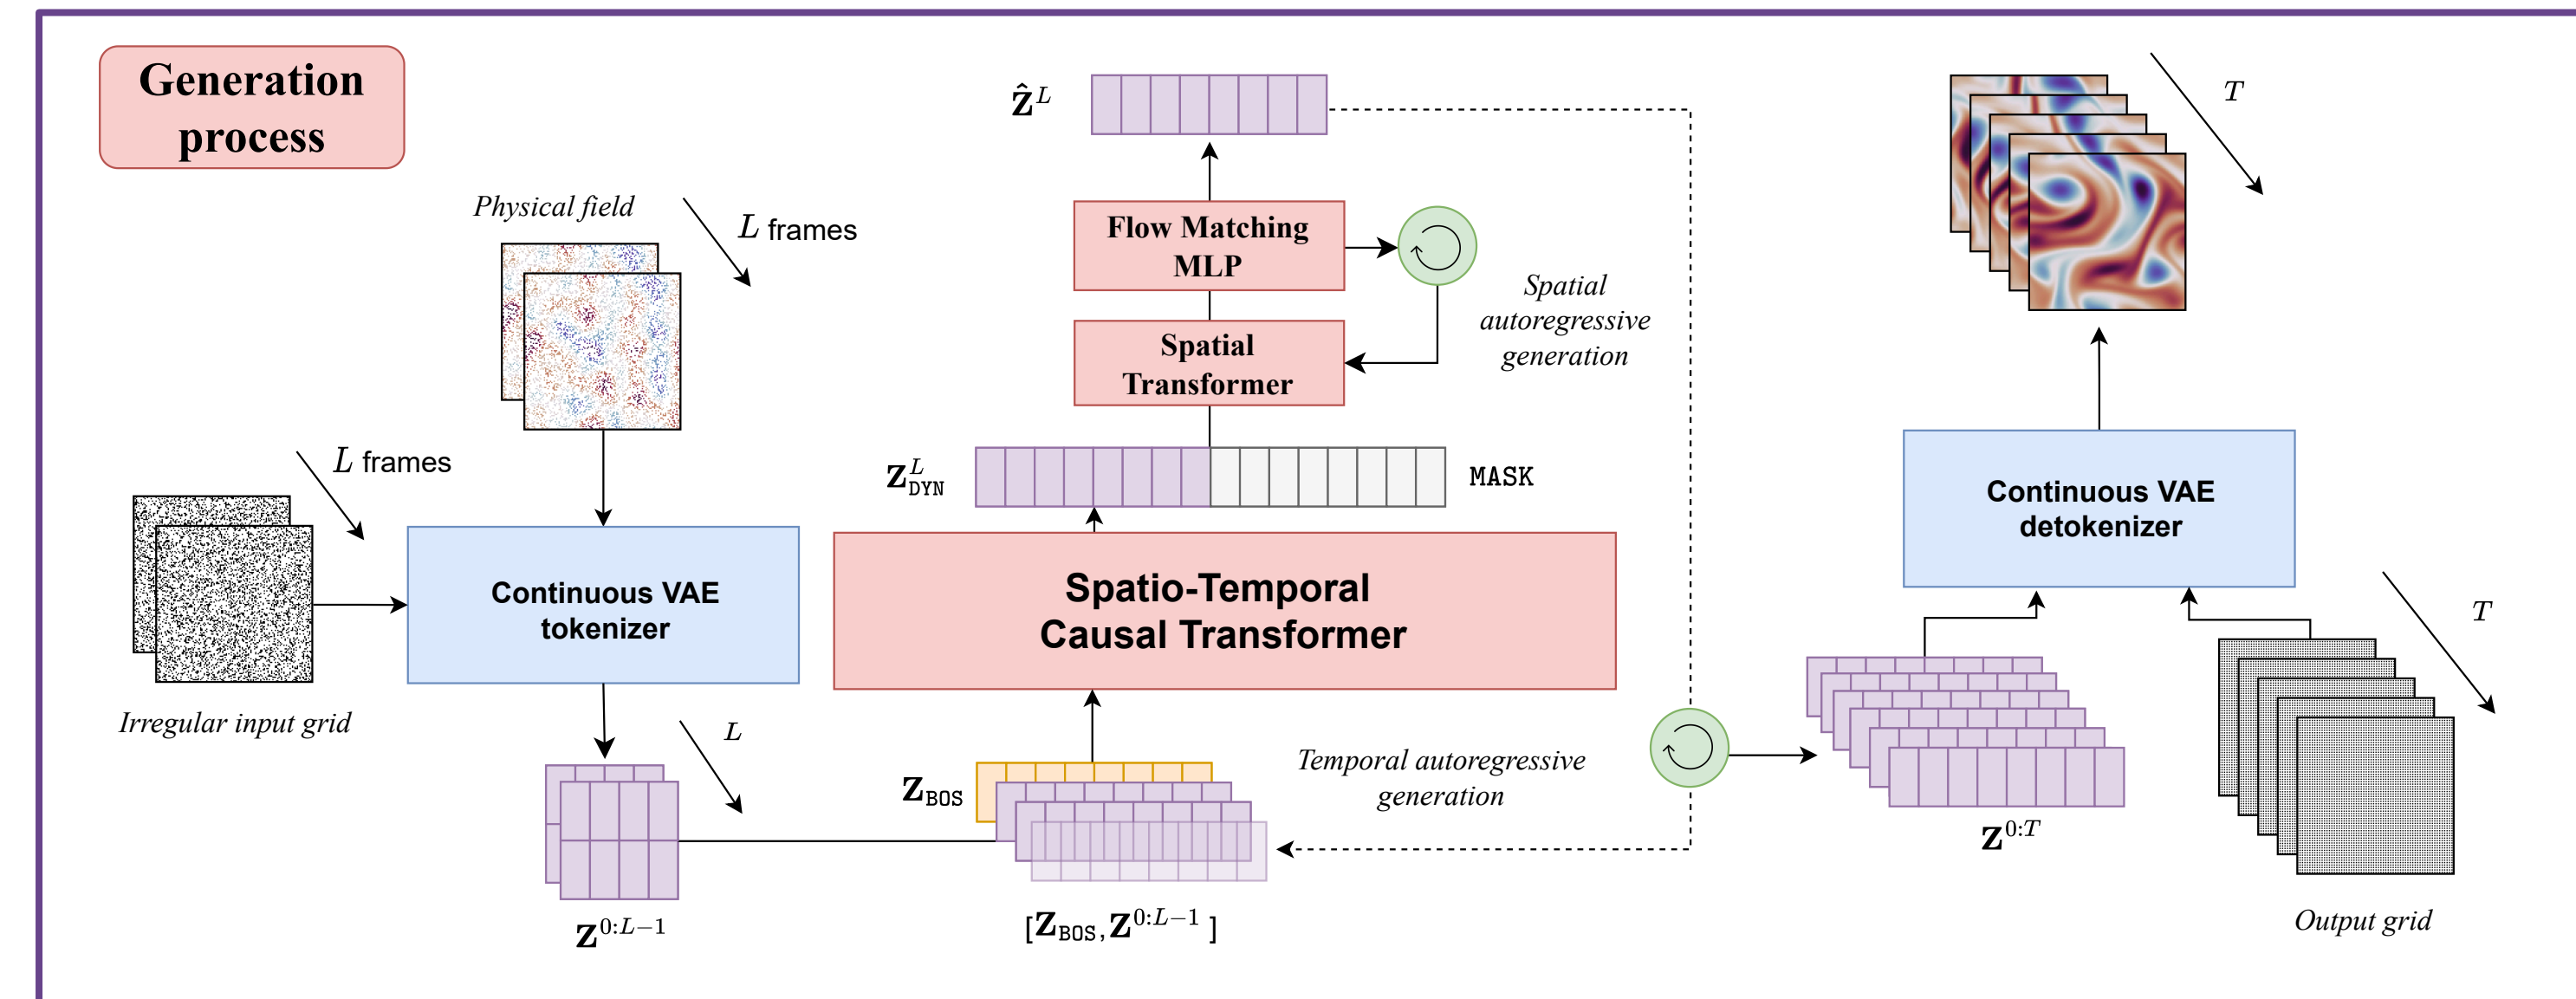 Generation
process
Physical field
L frames
L frames
Irregular input grid
Continuous VAE
tokenizer
L
Z^{0:L−1}
Ẑ^L
Flow Matching
MLP
Spatial
Transformer
Spatial
autoregressive
generation
Z^L_DYN
MASK
Spatio-Temporal
Causal Transformer
Z_BOS
[Z_BOS, Z^{0:L−1} ]
Temporal autoregressive
generation
T
Continuous VAE
detokenizer
T
Z^{0:T}
Output grid